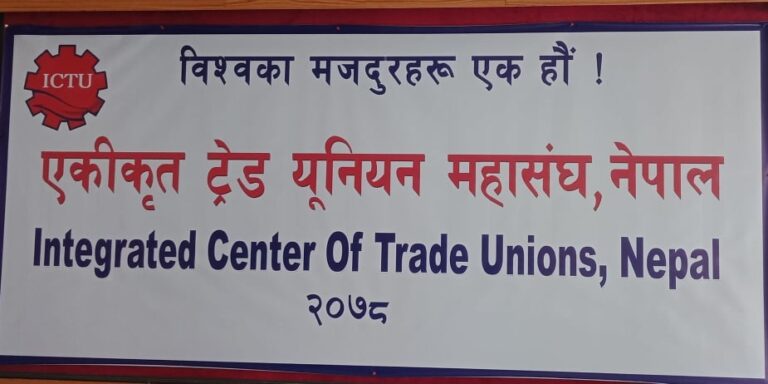 ICTU
विश्वका मजदुरहरू एक हौं !
एकीकृत ट्रेड यूनियन महासंघ, नेपाल
Integrated Center Of Trade Unions, Nepal
२०७८